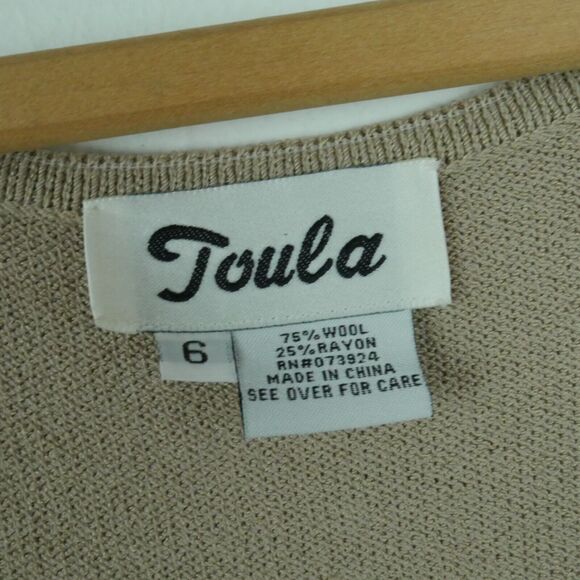 Toula
6
75% WOOL
25% RAYON
RN#073924
MADE IN CHINA
SEE OVER FOR CARE